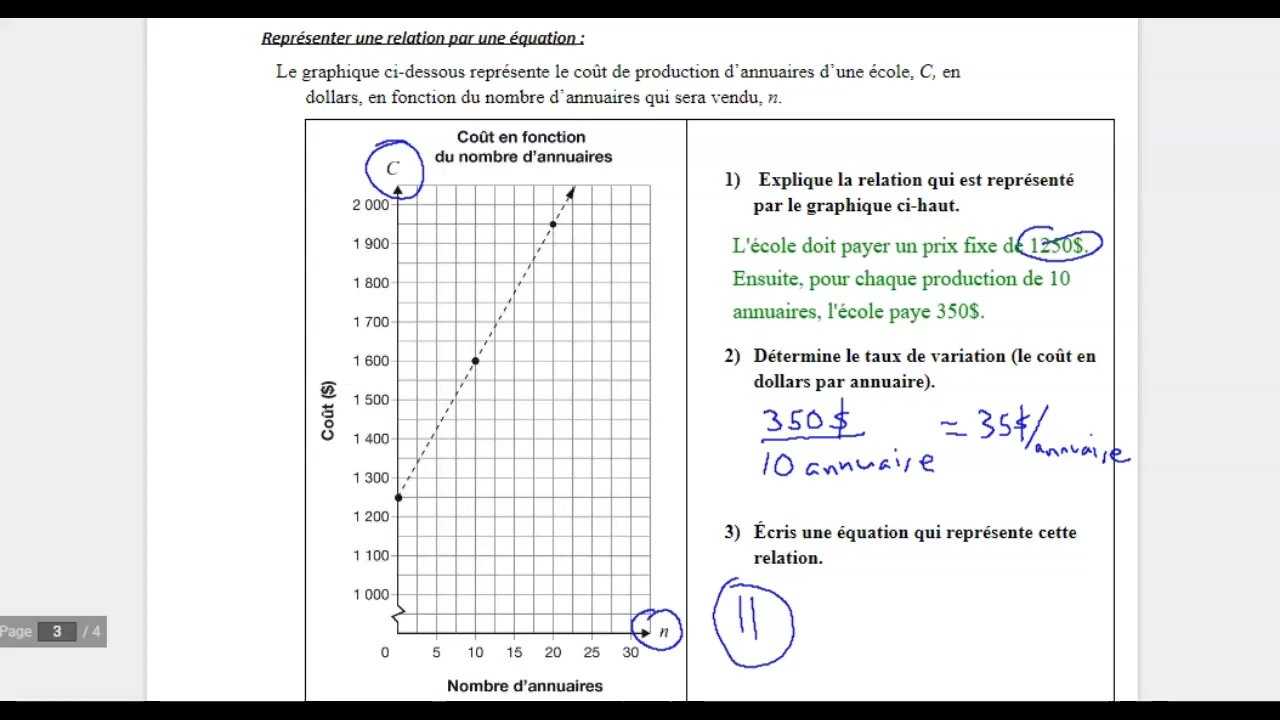 Représenter une relation par une équation :
Le graphique ci-dessous représente le coût de production d'annuaires d'une école, C, en
dollars, en fonction du nombre d'annuaires qui sera vendu, n.
Coût en fonction
du nombre d'annuaires
C
2 000
1 900
1 800
1 700
1 600
1 500
1 400
1 300
1 200
1 100
1 000
Coût ($)
0 5 10 15 20 25 30
n
Nombre d'annuaires
1) Explique la relation qui est représenté
par le graphique ci-haut.
L'école doit payer un prix fixe de 1250$.
Ensuite, pour chaque production de 10
annuaires, l'école paye 350$.
2) Détermine le taux de variation (le coût en
dollars par annuaire).
350$ = 35$/annuaire
10 annuaire
3) Écris une équation qui représente cette
relation.
Page 3 / 4